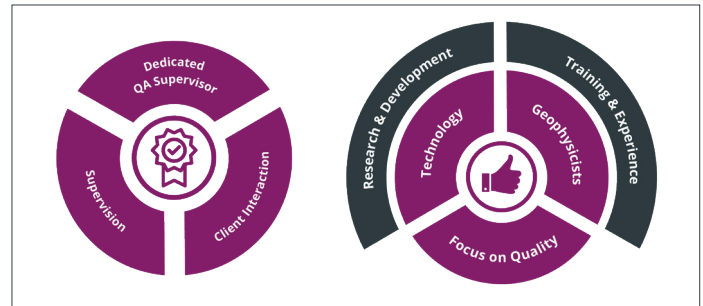 Dedicated
QA Supervisor
Supervision
Client Interaction
Research & Development
Training & Experience
Technology
Geophysicists
Focus on Quality